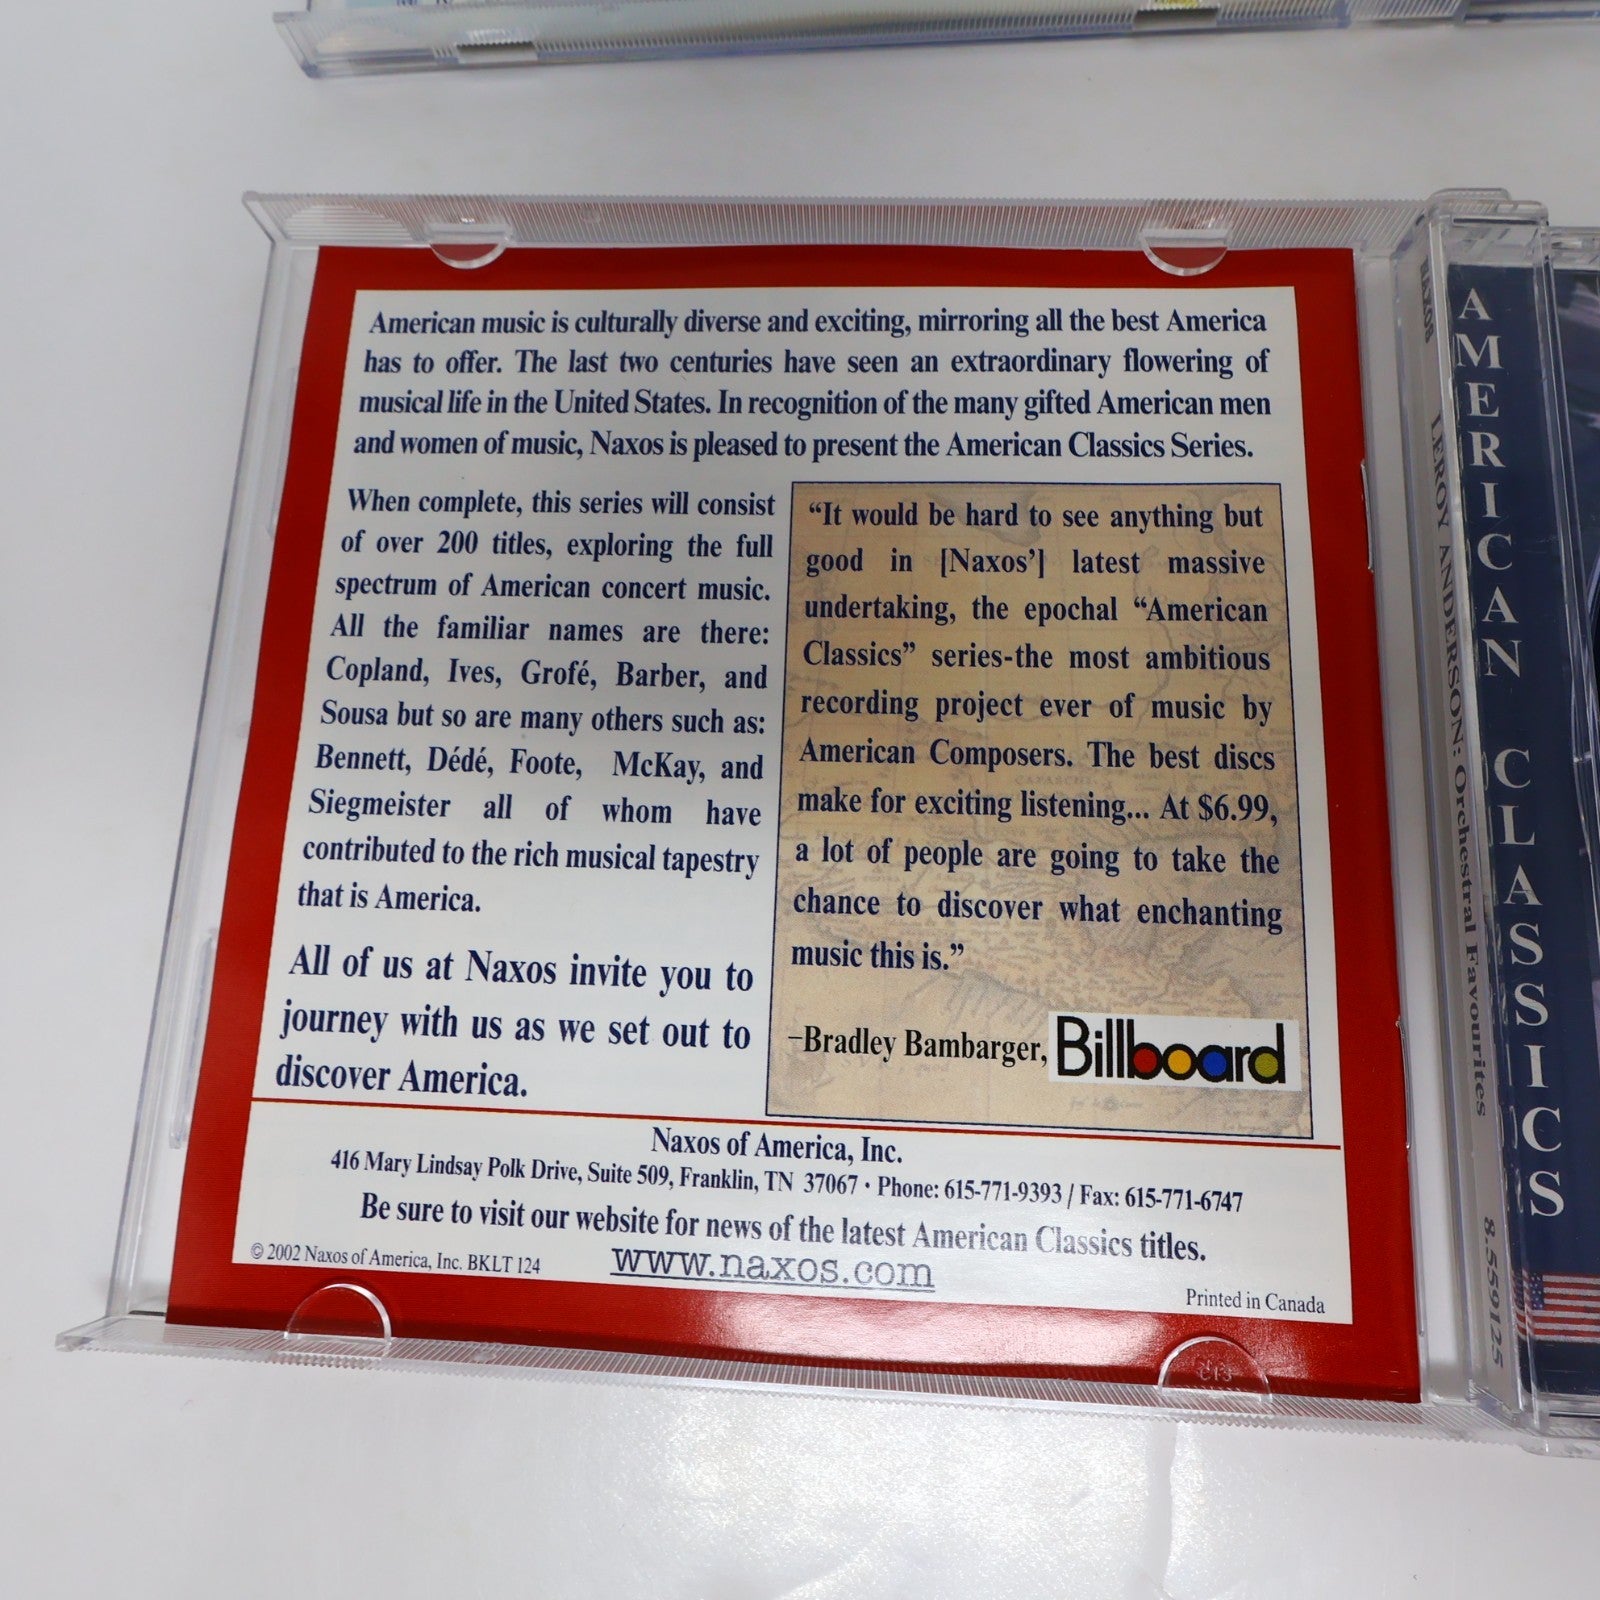 American music is culturally diverse and exciting, mirroring all the best America
has to offer. The last two centuries have seen an extraordinary flowering of
musical life in the United States. In recognition of the many gifted American men
and women of music, Naxos is pleased to present the American Classics Series.
When complete, this series will consist
of over 200 titles, exploring the full
spectrum of American concert music.
All the familiar names are there:
Copland, Ives, Grofé, Barber, and
Sousa but so are many others such as:
Bennett, Dédé, Foote, McKay, and
Siegmeister all of whom have
contributed to the rich musical tapestry
that is America.
All of us at Naxos invite you to
journey with us as we set out to
discover America.
“It would be hard to see anything but
good in [Naxos’] latest massive
undertaking, the epochal “American
Classics” series-the most ambitious
recording project ever of music by
American Composers. The best discs
make for exciting listening... At $6.99,
a lot of people are going to take the
chance to discover what enchanting
music this is.”
–Bradley Bambarger, Billboard
Naxos of America, Inc.
416 Mary Lindsay Polk Drive, Suite 509, Franklin, TN 37067 · Phone: 615-771-9393 / Fax: 615-771-6747
Be sure to visit our website for news of the latest American Classics titles.
www.naxos.com
© 2002 Naxos of America, Inc. BKLT 124
Printed in Canada
C13
NAXOS
LEROY ANDERSON: Orchestral Favourites
8.559125
AMERICAN CLASSICS